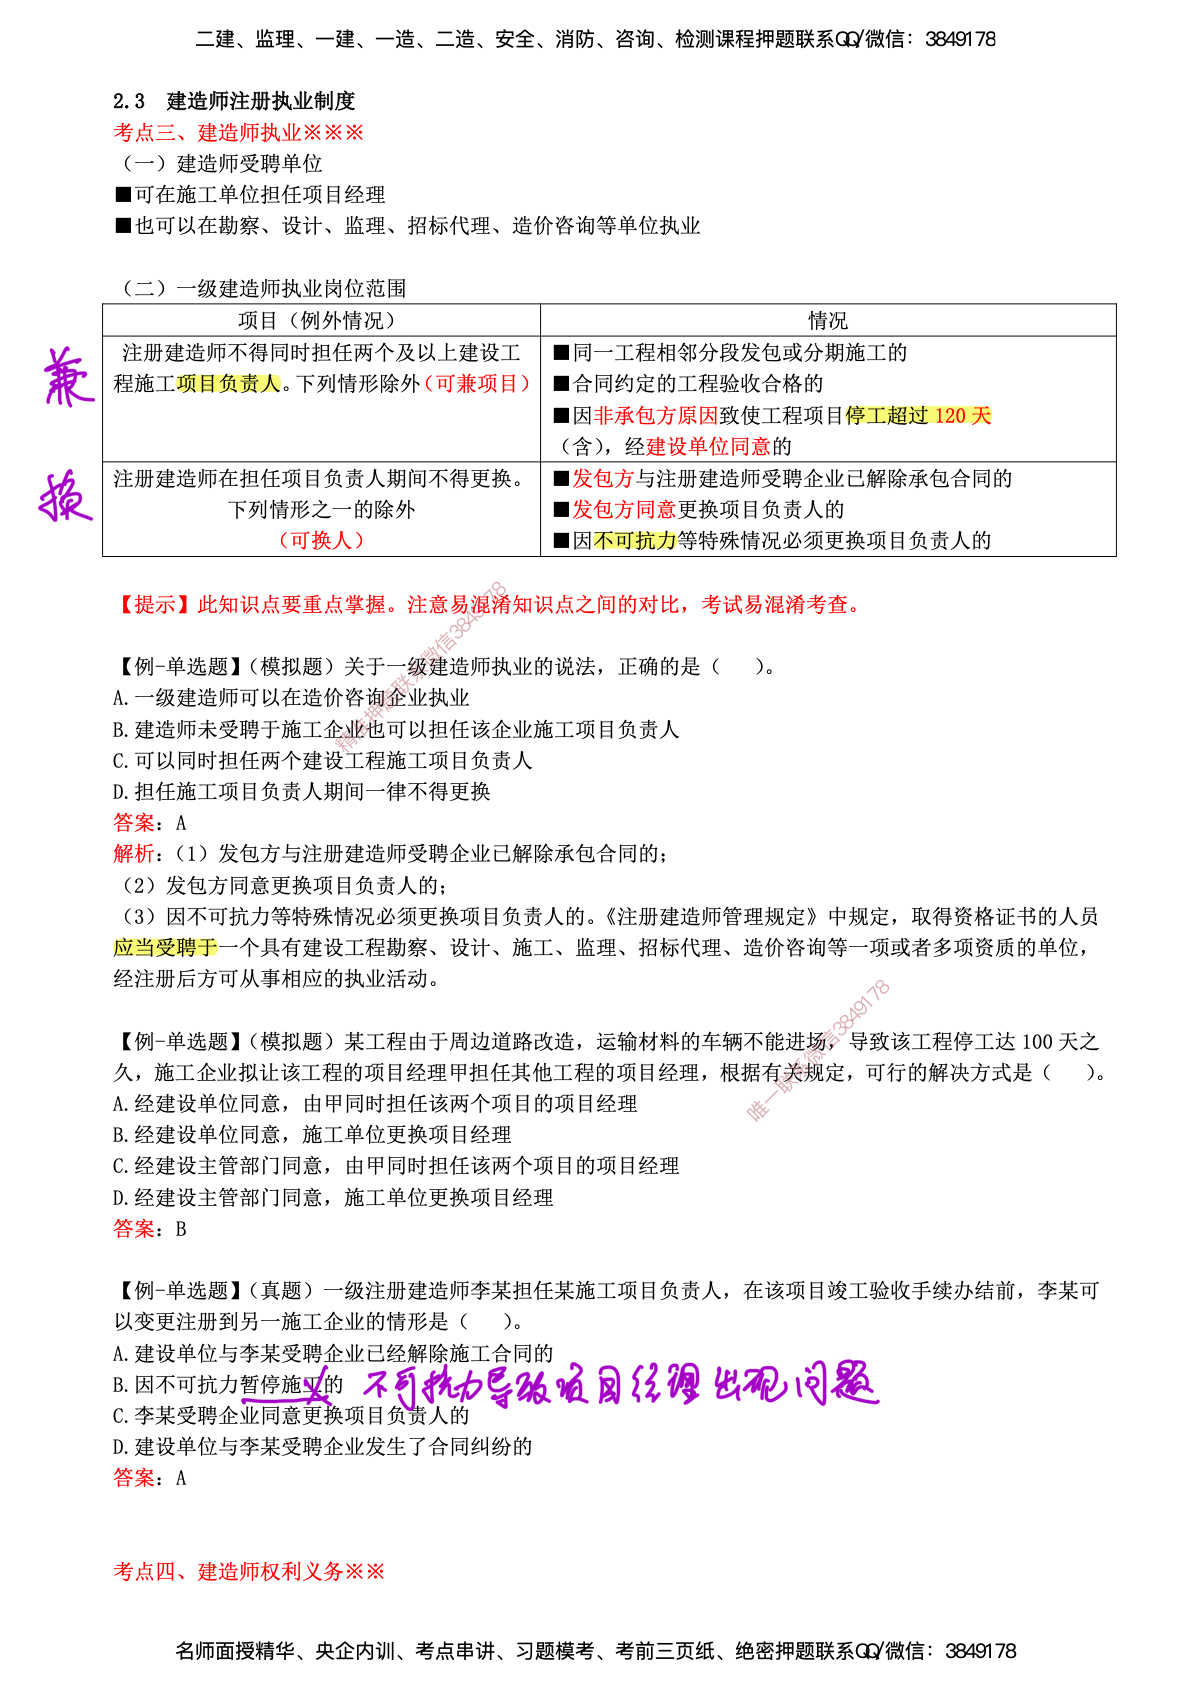 二建、监理、一建、一造、二造、安全、消防、咨询、检测课程押题联系QQ/微信：3849178
2.3 建造师注册执业制度
考点三、建造师执业※※※
（一）建造师受聘单位
■可在施工单位担任项目经理
■也可以在勘察、设计、监理、招标代理、造价咨询等单位执业
（二）一级建造师执业岗位范围
项目（例外情况） 情况
兼
注册建造师不得同时担任两个及以上建设工
程施工项目负责人。下列情形除外（可兼项目）
■同一工程相邻分段发包或分期施工的
■合同约定的工程验收合格的
■因非承包方原因致使工程项目停工超过 120 天
（含），经建设单位同意的
换
注册建造师在担任项目负责人期间不得更换。
下列情形之一的除外
（可换人）
■发包方与注册建造师受聘企业已解除承包合同的
■发包方同意更换项目负责人的
■因不可抗力等特殊情况必须更换项目负责人的
【提示】此知识点要重点掌握。注意易混淆知识点之间的对比，考试易混淆考查。
精准押题联系微信3849178
【例-单选题】（模拟题）关于一级建造师执业的说法，正确的是（　　）。
A.一级建造师可以在造价咨询企业执业
B.建造师未受聘于施工企业也可以担任该企业施工项目负责人
C.可以同时担任两个建设工程施工项目负责人
D.担任施工项目负责人期间一律不得更换
答案：A
解析：（1）发包方与注册建造师受聘企业已解除承包合同的；
（2）发包方同意更换项目负责人的；
（3）因不可抗力等特殊情况必须更换项目负责人的。《注册建造师管理规定》中规定，取得资格证书的人员
应当受聘于一个具有建设工程勘察、设计、施工、监理、招标代理、造价咨询等一项或者多项资质的单位，
经注册后方可从事相应的执业活动。
唯一联系微信3849178
【例-单选题】（模拟题）某工程由于周边道路改造，运输材料的车辆不能进场，导致该工程停工达 100 天之
久，施工企业拟让该工程的项目经理甲担任其他工程的项目经理，根据有关规定，可行的解决方式是（　　）。
A.经建设单位同意，由甲同时担任该两个项目的项目经理
B.经建设单位同意，施工单位更换项目经理
C.经建设主管部门同意，由甲同时担任该两个项目的项目经理
D.经建设主管部门同意，施工单位更换项目经理
答案：B
【例-单选题】（真题）一级注册建造师李某担任某施工项目负责人，在该项目竣工验收手续办结前，李某可
以变更注册到另一施工企业的情形是（　　）。
A.建设单位与李某受聘企业已经解除施工合同的
B.因不可抗力暂停施工的 不可抗力导致项目经理出现问题
C.李某受聘企业同意更换项目负责人的
D.建设单位与李某受聘企业发生了合同纠纷的
答案：A
考点四、建造师权利义务※※
名师面授精华、央企内训、考点串讲、习题模考、考前三页纸、绝密押题联系QQ/微信：3849178